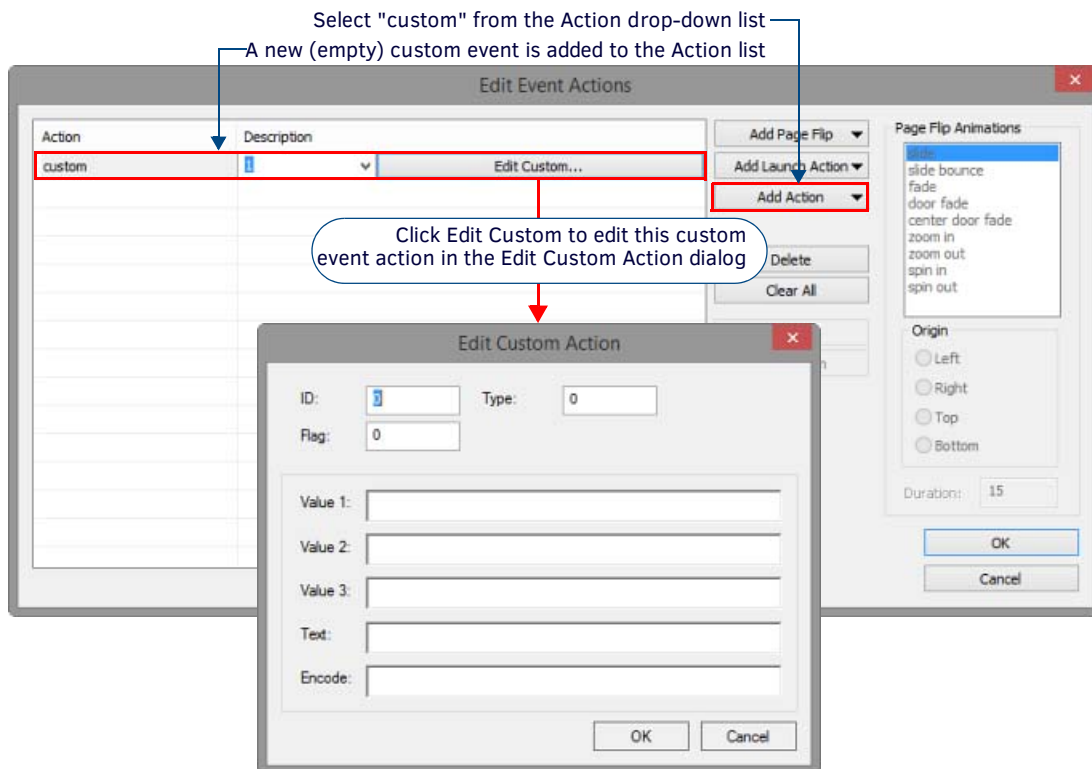 Select "custom" from the Action drop-down list
A new (empty) custom event is added to the Action list
Edit Event Actions
Action
Description
custom
1
Edit Custom...
Add Page Flip
Add Launch Action
Add Action
Click Edit Custom to edit this custom
event action in the Edit Custom Action dialog
Delete
Clear All
Page Flip Animations
slide
slide bounce
fade
door fade
center door fade
zoom in
zoom out
spin in
spin out
Origin
Left
Right
Top
Bottom
Duration:
15
OK
Cancel
Edit Custom Action
ID:
0
Type:
0
Flag:
0
Value 1:
Value 2:
Value 3:
Text:
Encode:
OK
Cancel